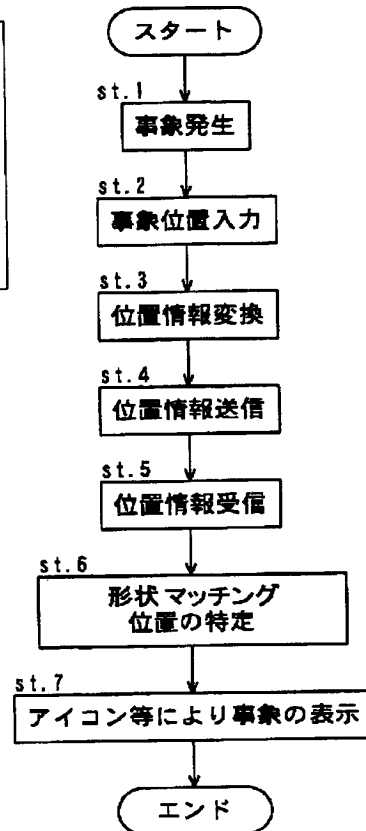 スタート
st.1
事象発生
st.2
事象位置入力
st.3
位置情報変換
st.4
位置情報送信
st.5
位置情報受信
st.6
形状マッチング
位置の特定
st.7
アイコン等により事象の表示
エンド